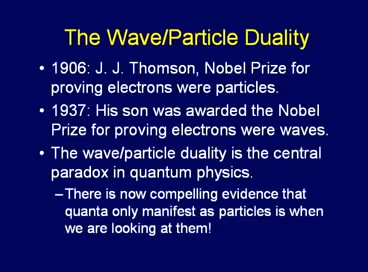 The Wave/Particle Duality
• 1906: J. J. Thomson, Nobel Prize for
proving electrons were particles.
• 1937: His son was awarded the Nobel
Prize for proving electrons were waves.
• The wave/particle duality is the central
paradox in quantum physics.
–There is now compelling evidence that
quanta only manifest as particles is when
we are looking at them!